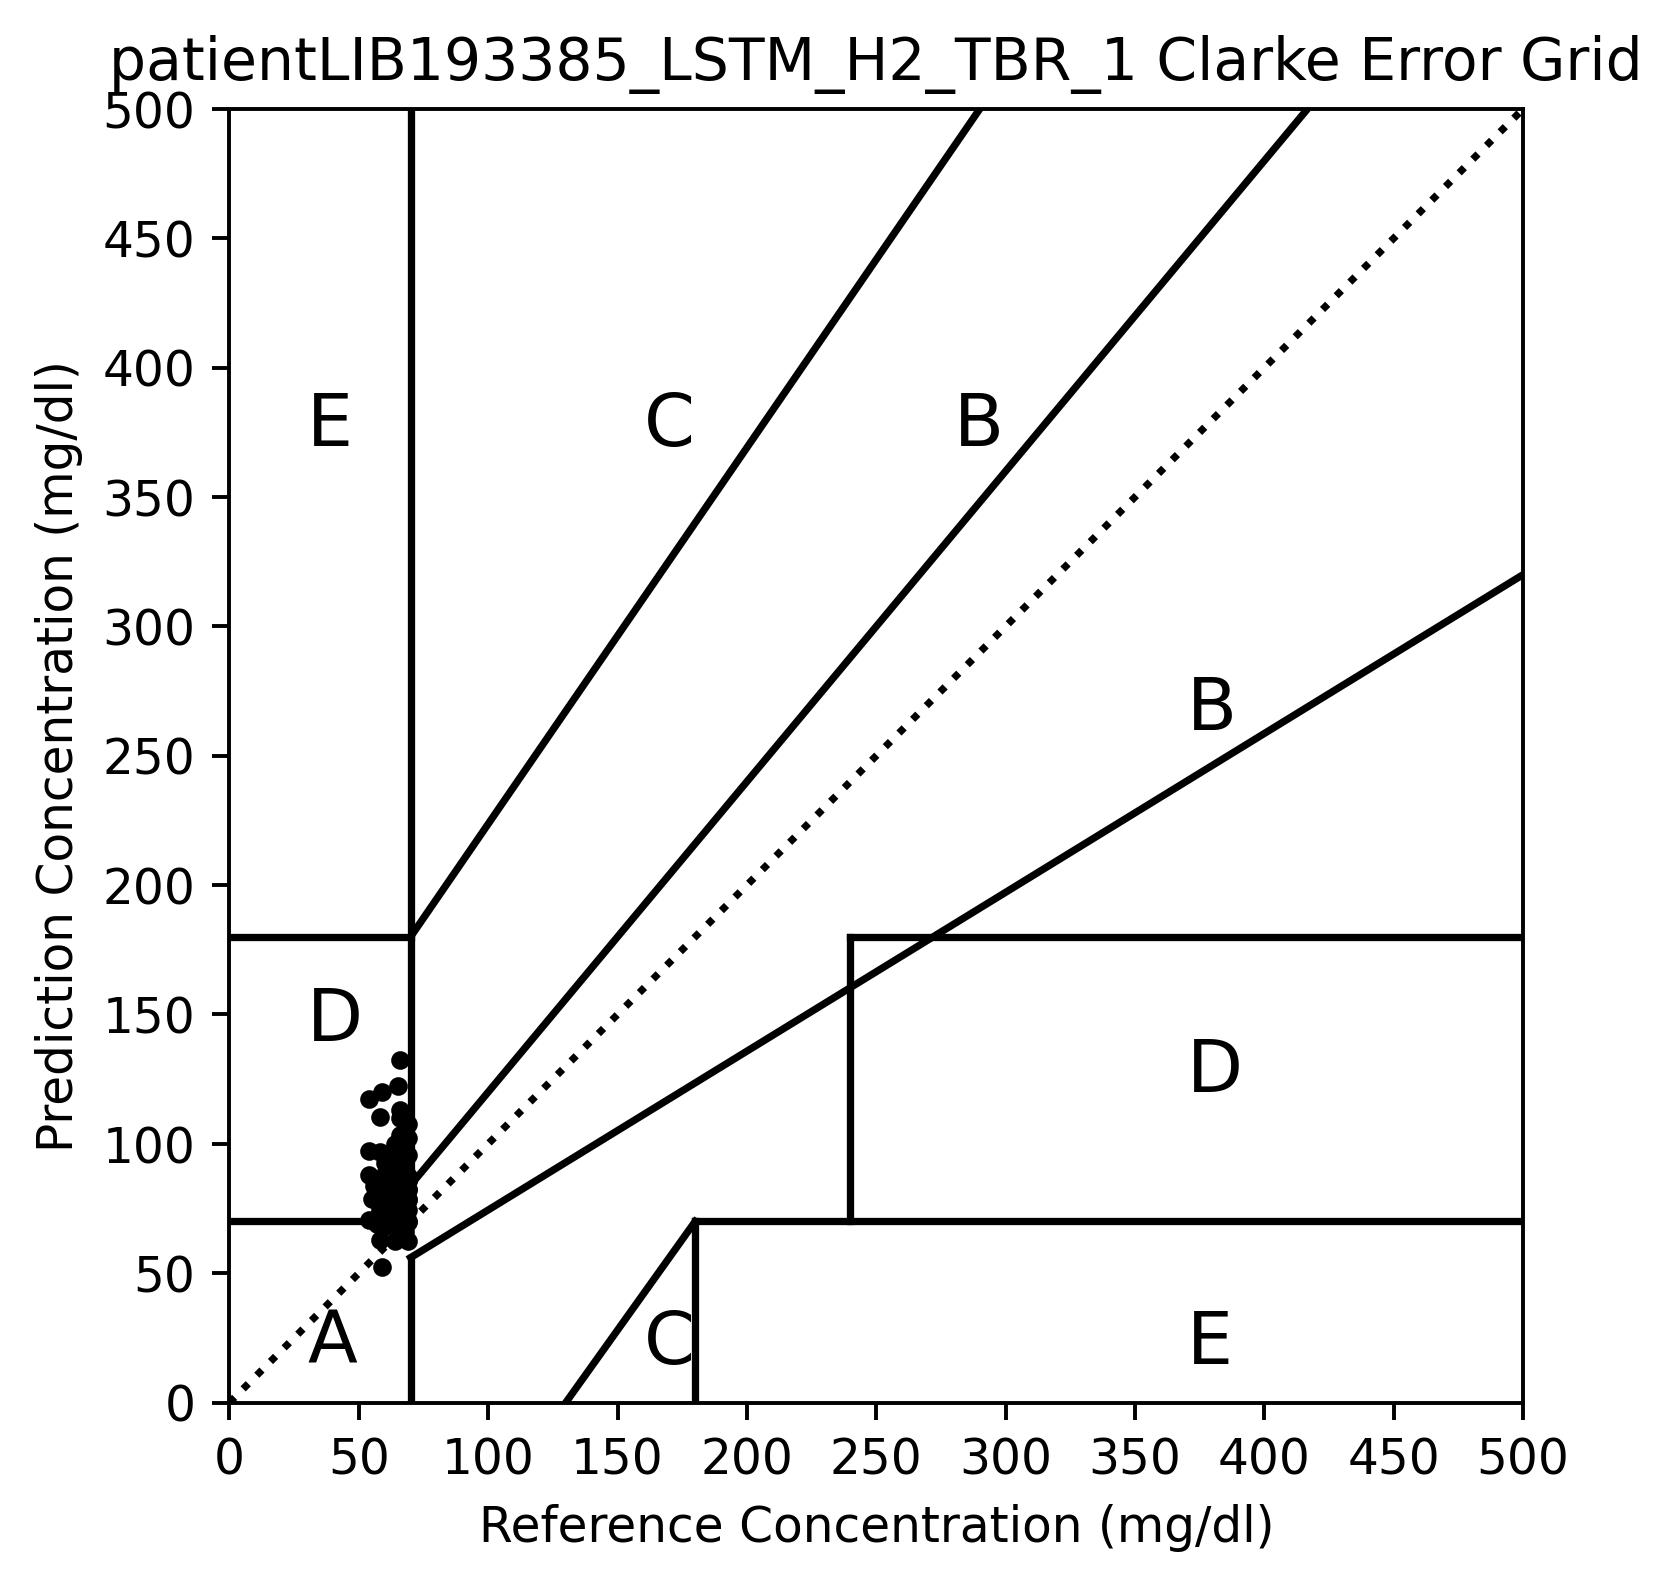 patientLIB193385_LSTM_H2_TBR_1 Clarke Error Grid
Prediction Concentration (mg/dl)
500
450
400
350
300
250
200
150
100
50
0
E
C
B
B
D
D
A
C
E
0 50 100 150 200 250 300 350 400 450 500
Reference Concentration (mg/dl)